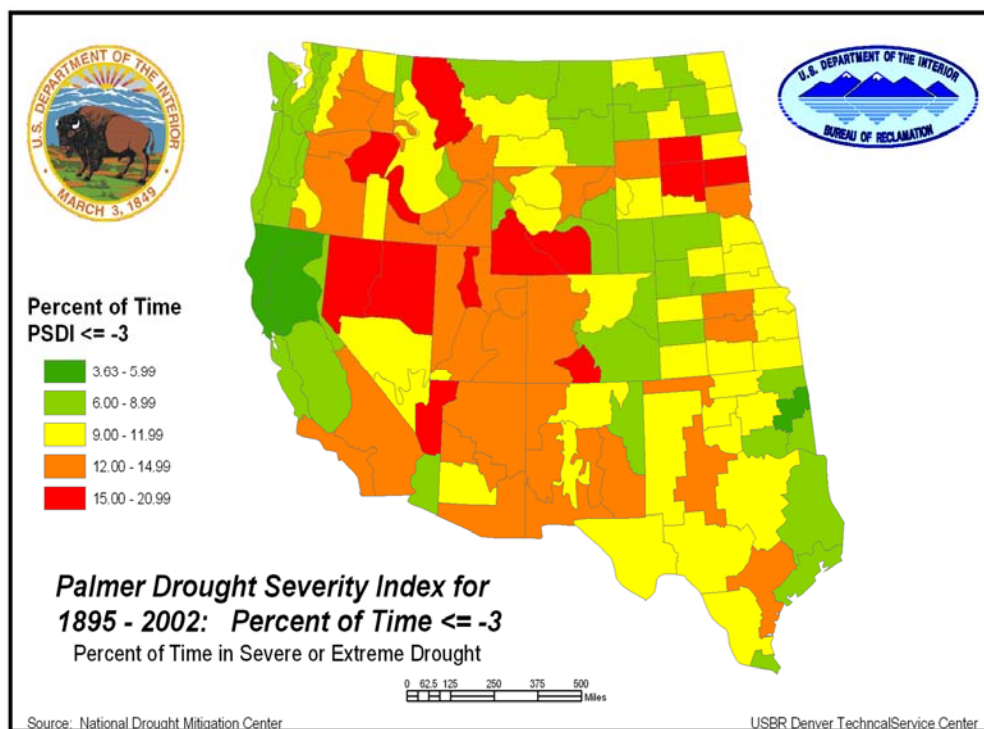 U.S. DEPARTMENT OF THE INTERIOR
MARCH 3, 1849
U.S. DEPARTMENT OF THE INTERIOR
BUREAU OF RECLAMATION
Percent of Time
PSDI <= -3
3.63 - 5.99
6.00 - 8.99
9.00 - 11.99
12.00 - 14.99
15.00 - 20.99
Palmer Drought Severity Index for
1895 - 2002: Percent of Time <= -3
Percent of Time in Severe or Extreme Drought
0 62.5 125 250 375 500
Miles
Source: National Drought Mitigation Center
USBR Denver TechncalService Center